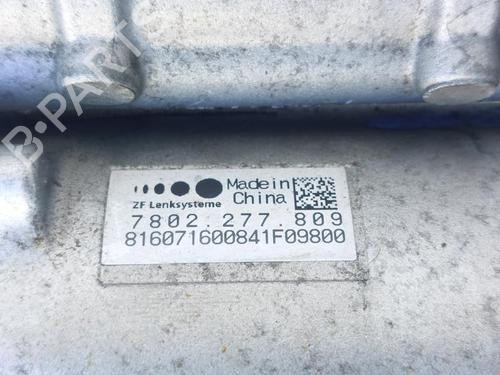 B-PARTS
Made in
China
ZF Lenksysteme
7802.277.809
816071600841F09800